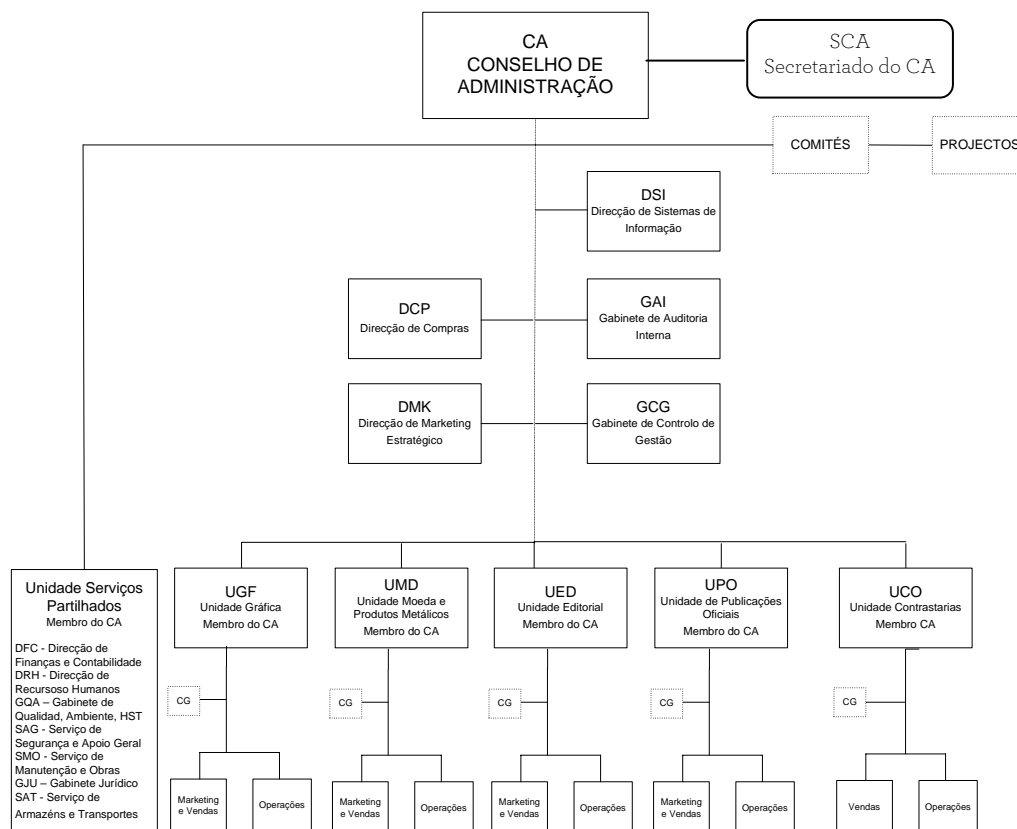 CA
CONSELHO DE
ADMINISTRAÇÃO
SCA
Secretariado do CA
COMITÉS
PROJECTOS
DSI
Direcção de Sistemas de
Informação
DCP
Direcção de Compras
GAI
Gabinete de Auditoria
Interna
DMK
Direcção de Marketing
Estratégico
GCG
Gabinete de Controlo de
Gestão
Unidade Serviços
Partilhados
Membro do CA
DFC - Direcção de
Finanças e Contabilidade
DRH - Direcção de
Recursoso Humanos
GQA – Gabinete de
Qualidad, Ambiente, HST
SAG - Serviço de
Segurança e Apoio Geral
SMO - Serviço de
Manutenção e Obras
GJU – Gabinete Jurídico
SAT - Serviço de
Armazéns e Transportes
UGF
Unidade Gráfica
Membro do CA
UMD
Unidade Moeda e
Produtos Metálicos
Membro do CA
UED
Unidade Editorial
Membro do CA
UPO
Unidade de Publicações
Oficiais
Membro do CA
UCO
Unidade Contrastarias
Membro CA
CG
CG
CG
CG
CG
Marketing
e Vendas
Operações
Marketing
e Vendas
Operações
Marketing
e Vendas
Operações
Marketing
e Vendas
Operações
Vendas
Operações